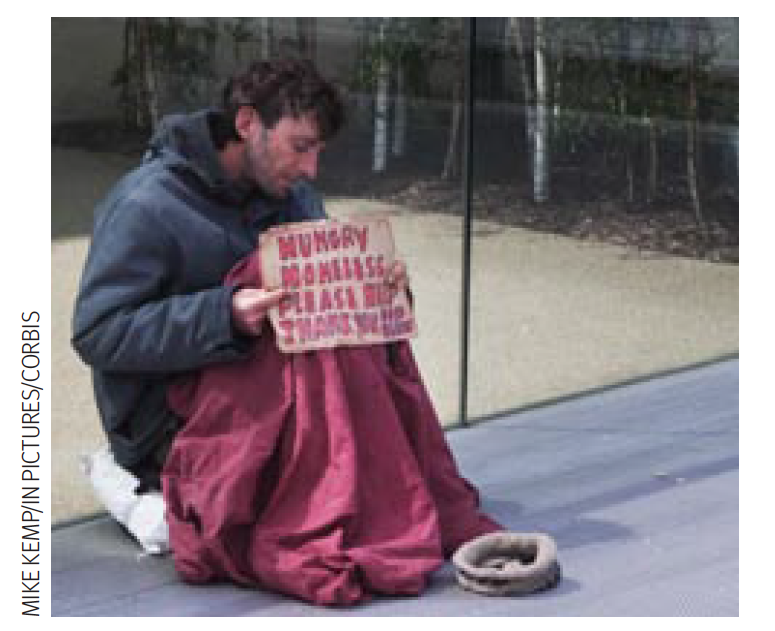 HUNGRY
HOMELESS
PLEASE HELP
THANK YOU
MIKE KEMP/IN PICTURES/CORBIS